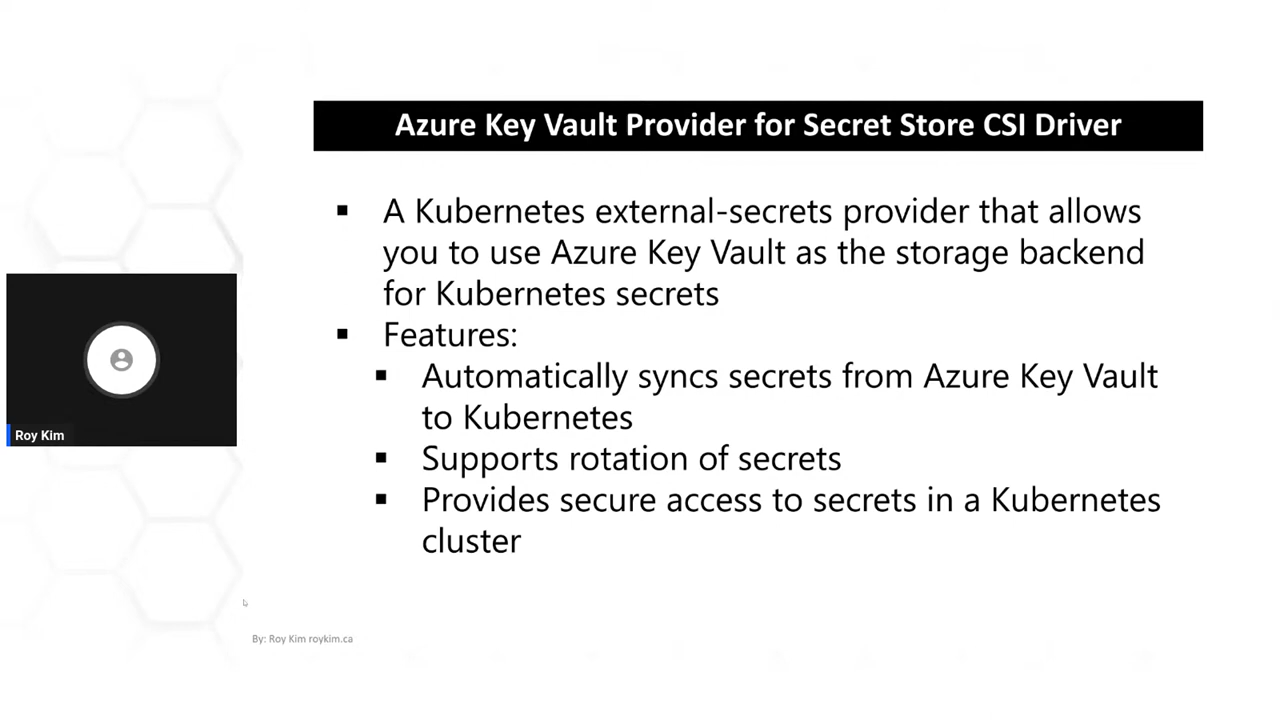 Azure Key Vault Provider for Secret Store CSI Driver
▪ A Kubernetes external-secrets provider that allows
you to use Azure Key Vault as the storage backend
for Kubernetes secrets
▪ Features:
▪ Automatically syncs secrets from Azure Key Vault
to Kubernetes
▪ Supports rotation of secrets
▪ Provides secure access to secrets in a Kubernetes
cluster
Roy Kim
By: Roy Kim roykim.ca